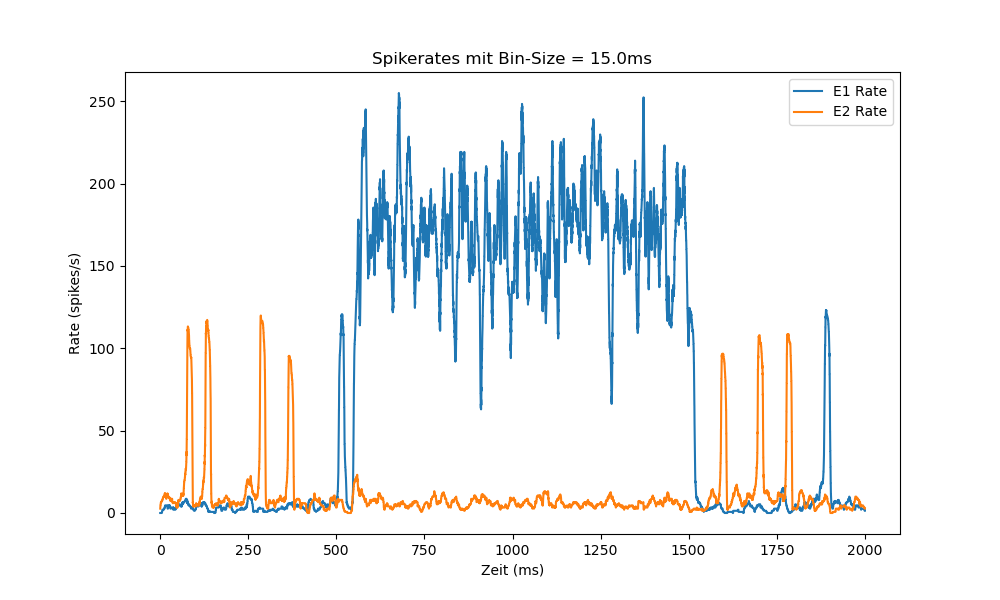 Spikerates mit Bin-Size = 15.0ms
E1 Rate
E2 Rate
250
200
150
100
50
0
Rate (spikes/s)
0 250 500 750 1000 1250 1500 1750 2000
Zeit (ms)